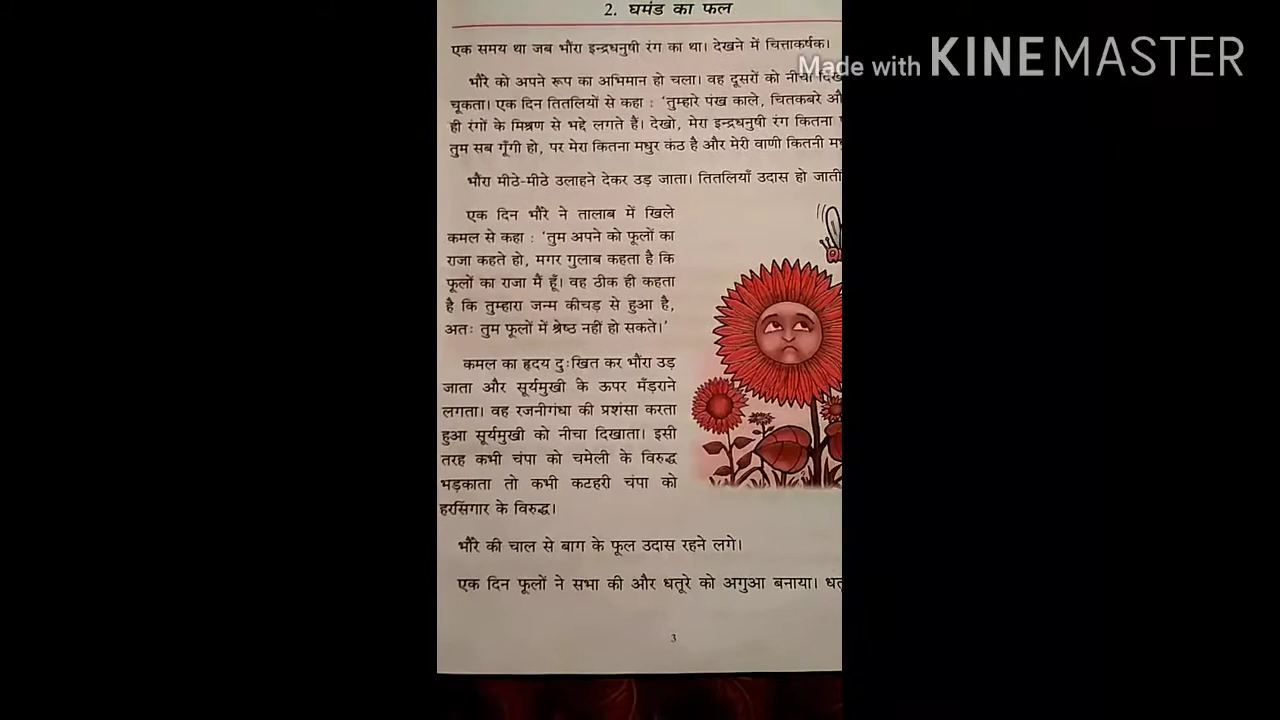 2. घमंड का फल
Made with KINEMASTER
एक समय था जब भौंरा इन्द्रधनुषी रंग का था। देखने में चित्ताकर्षक।
भौंरे को अपने रूप का अभिमान हो चला। वह दूसरों को नीचा
चूकता। एक दिन तितलियों से कहा : ‘तुम्हारे पंख काले, चितकबरे
ही रंगों के मिश्रण से भद्दे लगते हैं। देखो, मेरा इन्द्रधनुषी रंग कितना
तुम सब गूँगी हो, पर मेरा कितना मधुर कंठ है और मेरी वाणी कितनी
भौंरा मीठे-मीठे उलाहने देकर उड़ जाता। तितलियाँ उदास हो जातीं
एक दिन भौंरे ने तालाब में खिले
कमल से कहा : ‘तुम अपने को फूलों का
राजा कहते हो, मगर गुलाब कहता है कि
फूलों का राजा मैं हूँ। वह ठीक ही कहता
है कि तुम्हारा जन्म कीचड़ से हुआ है,
अतः तुम फूलों में श्रेष्ठ नहीं हो सकते।’
कमल का हृदय दुःखित कर भौंरा उड़
जाता और सूर्यमुखी के ऊपर मँड़राने
लगता। वह रजनीगंधा की प्रशंसा करता
हुआ सूर्यमुखी को नीचा दिखाता। इसी
तरह कभी चंपा को चमेली के विरुद्ध
भड़काता तो कभी कटहरी चंपा को
हरसिंगार के विरुद्ध।
भौंरे की चाल से बाग के फूल उदास रहने लगे।
एक दिन फूलों ने सभा की और धतूरे को अगुआ बनाया।
3